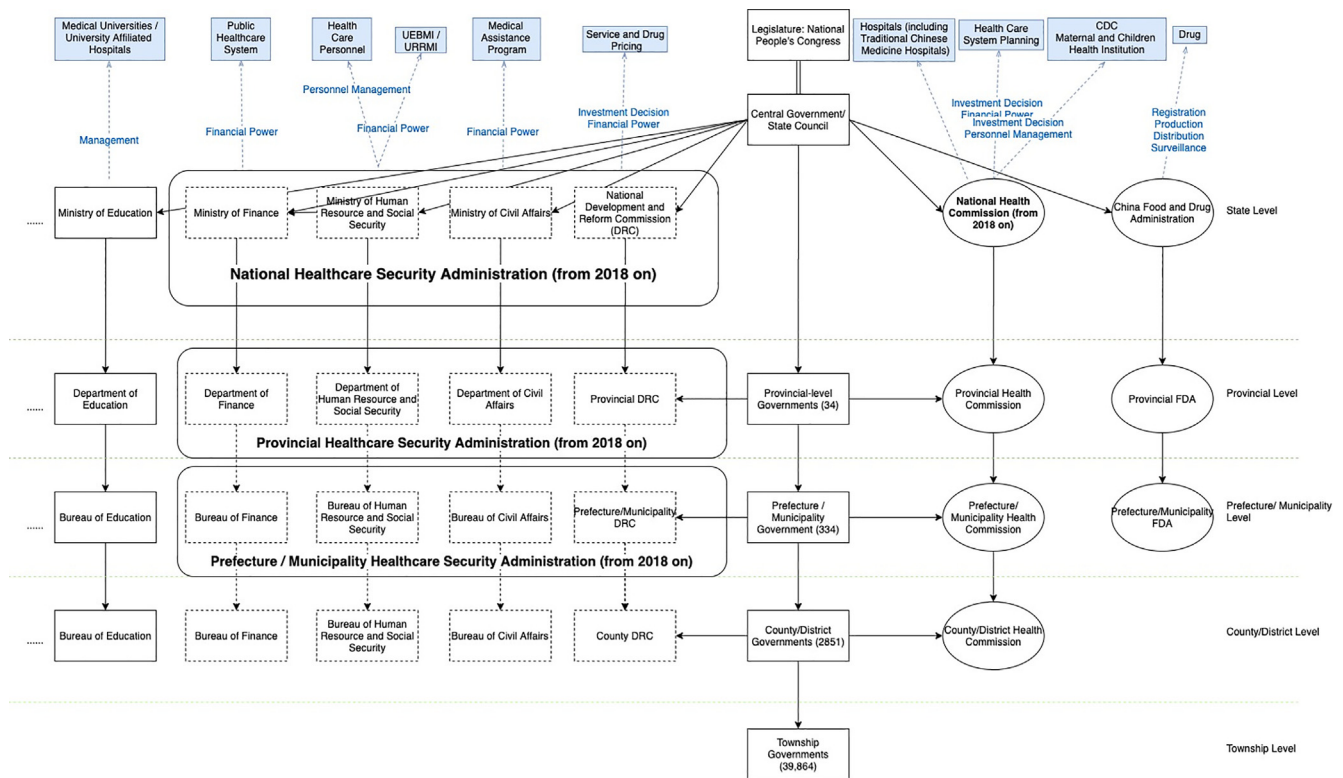 Medical Universities /
University Affiliated
Hospitals
Public
Healthcare
System
Health
Care
Personnel
UEBMI /
URRMI
Medical
Assistance
Program
Service and Drug
Pricing
Legislature: National
People's Congress
Hospitals (including
Traditional Chinese
Medicine Hospitals)
Health Care
System Planning
CDC
Maternal and Children
Health Institution
Drug
Management
Financial Power
Personnel Management
Financial Power
Financial Power
Investment Decision
Financial Power
Central Government/
State Council
Investment Decision
Financial Power
Investment Decision
Personnel Management
Registration
Production
Distribution
Surveillance
......
Ministry of Education
Ministry of Finance
Ministry of Human
Resource and Social
Security
Ministry of Civil Affairs
National
Development and
Reform Commission
(DRC)
National Health
Commission (from
2018 on)
China Food and Drug
Administration
State Level
National Healthcare Security Administration (from 2018 on)
......
Department of
Education
Department of
Finance
Department of
Human Resource and
Social Security
Department of Civil
Affairs
Provincial DRC
Provincial-level
Governments (34)
Provincial Health
Commission
Provincial FDA
Provincial Level
Provincial Healthcare Security Administration (from 2018 on)
......
Bureau of Education
Bureau of Finance
Bureau of Human
Resource and Social
Security
Bureau of Civil Affairs
Prefecture/Municipality
DRC
Prefecture /
Municipality
Government (334)
Prefecture/
Municipality Health
Commission
Prefecture/Municipality
FDA
Prefecture/ Municipality
Level
Prefecture / Municipality Healthcare Security Administration (from 2018 on)
......
Bureau of Education
Bureau of Finance
Bureau of Human
Resource and Social
Security
Bureau of Civil Affairs
County DRC
County/District
Governments (2851)
County/District Health
Commission
County/District Level
Township
Governments
(39,864)
Township Level